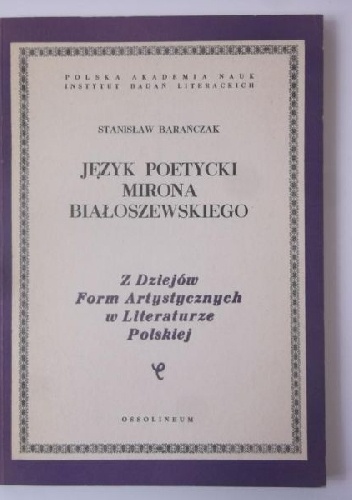 POLSKA AKADEMIA NAUK
INSTYTUT BADAŃ LITERACKICH
STANISŁAW BARAŃCZAK
JĘZYK POETYCKI
MIRONA
BIAŁOSZEWSKIEGO
Z Dziejów
Form Artystycznych
w Literaturze
Polskiej
OSSOLINEUM